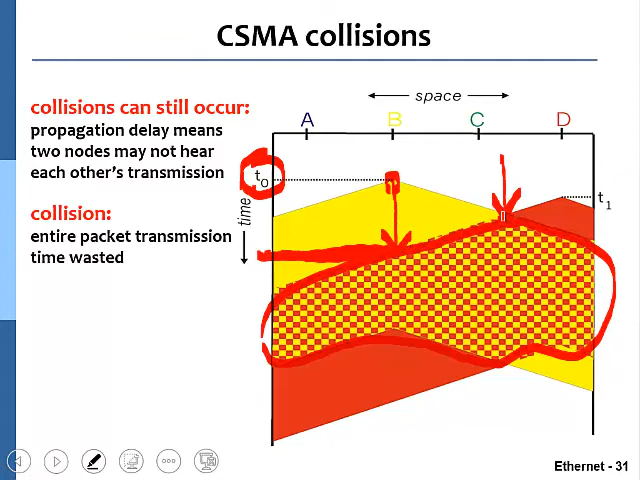 CSMA collisions
collisions can still occur:
propagation delay means
two nodes may not hear
each other's transmission
collision:
entire packet transmission
time wasted
space
A B C D
t0
t1
time
Ethernet - 31